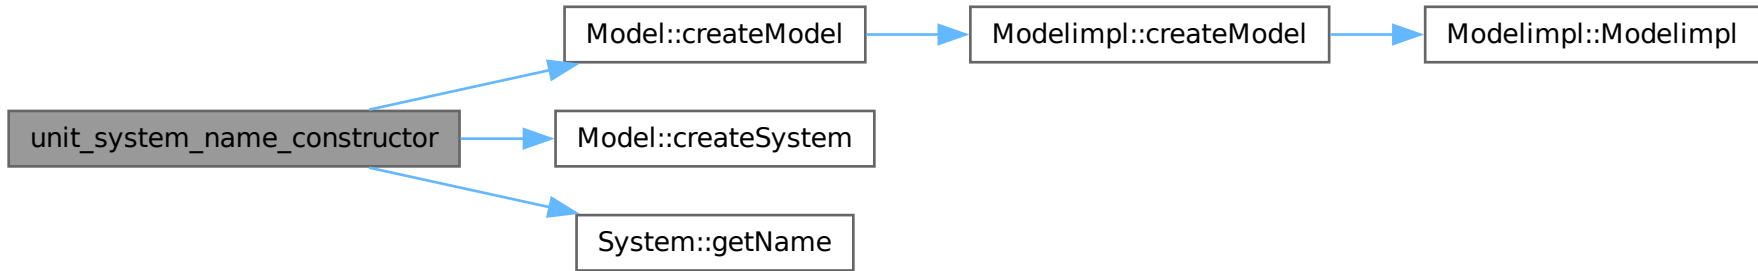 Model::createModel
Modelimpl::createModel
Modelimpl::Modelimpl
unit_system_name_constructor
Model::createSystem
System::getName